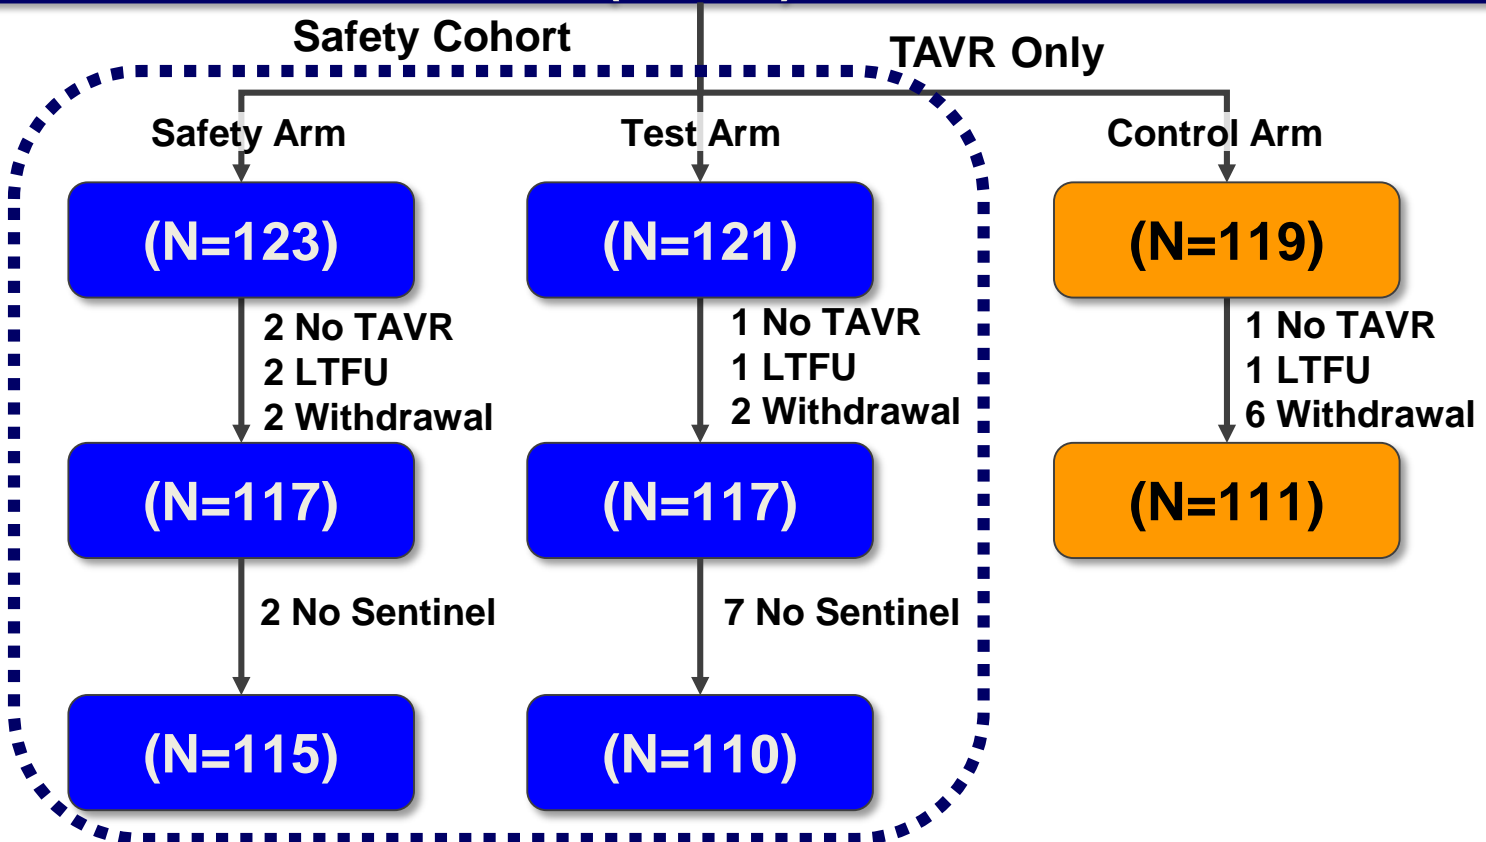 Safety Cohort
TAVR Only
Safety Arm
Test Arm
Control Arm
(N=123)
(N=121)
(N=119)
2 No TAVR
2 LTFU
2 Withdrawal
1 No TAVR
1 LTFU
2 Withdrawal
1 No TAVR
1 LTFU
6 Withdrawal
(N=117)
(N=117)
(N=111)
2 No Sentinel
7 No Sentinel
(N=115)
(N=110)